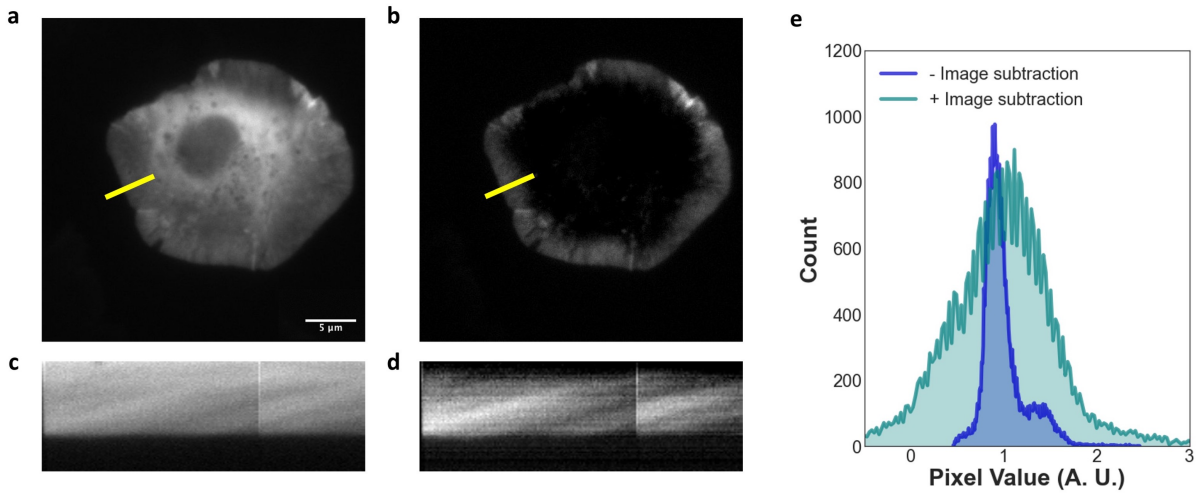 a
b
5 µm
c
d
e
1200
1000
800
600
400
200
0
Count
- Image subtraction
+ Image subtraction
0
1
2
3
Pixel Value (A. U.)